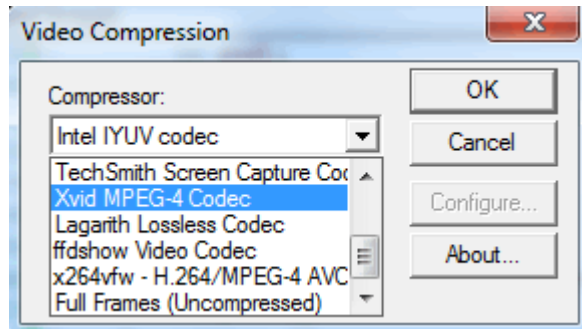 Video Compression
Compressor:
OK
Intel IYUV codec
Cancel
TechSmith Screen Capture Co
Xvid MPEG-4 Codec
Configure...
Lagarith Lossless Codec
ffdshow Video Codec
About...
x264vfw - H.264/MPEG-4 AVC
Full Frames (Uncompressed)